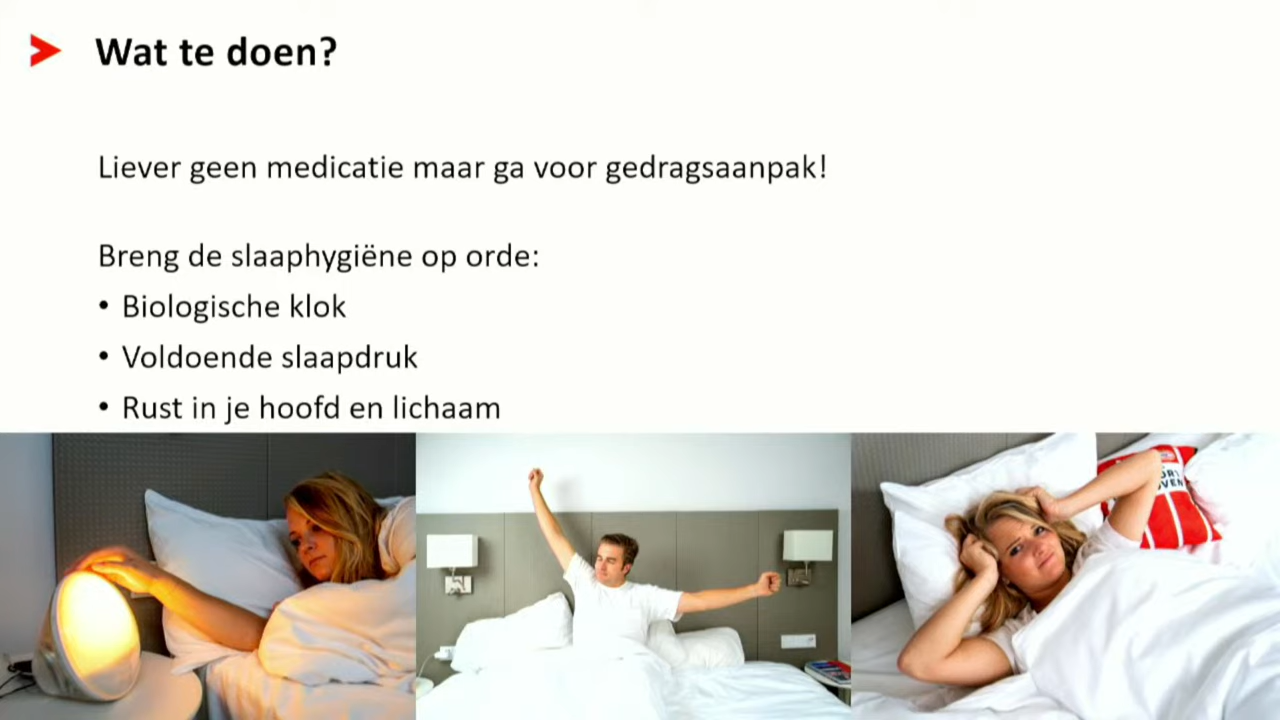 Wat te doen?
Liever geen medicatie maar ga voor gedragsaanpak!
Breng de slaaphygiëne op orde:
• Biologische klok
• Voldoende slaapdruk
• Rust in je hoofd en lichaam